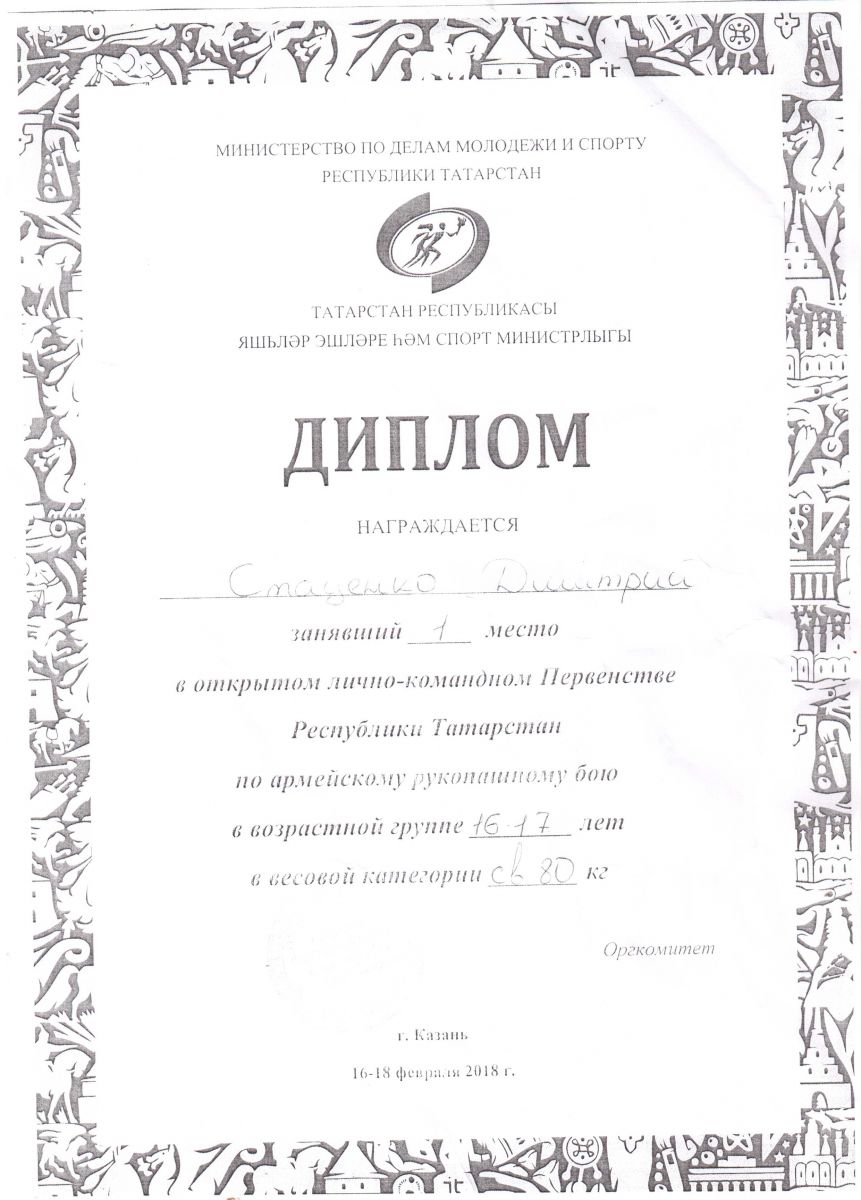 МИНИСТЕРСТВО ПО ДЕЛАМ МОЛОДЕЖИ И СПОРТУ
РЕСПУБЛИКИ ТАТАРСТАН
ТАТАРСТАН РЕСПУБЛИКАСЫ
ЯШЬЛӘР ЭШЛӘРЕ ҺӘМ СПОРТ МИНИСТРЛЫГЫ
ДИПЛОМ
НАГРАЖДАЕТСЯ
Стаценко Дмитрий
занявший 1 место
в открытом лично-командном Первенстве
Республики Татарстан
по армейскому рукопашному бою
в возрастной группе 16-17 лет
в весовой категории св 80 кг
Оргкомитет
г. Казань
16-18 февраля 2018 г.